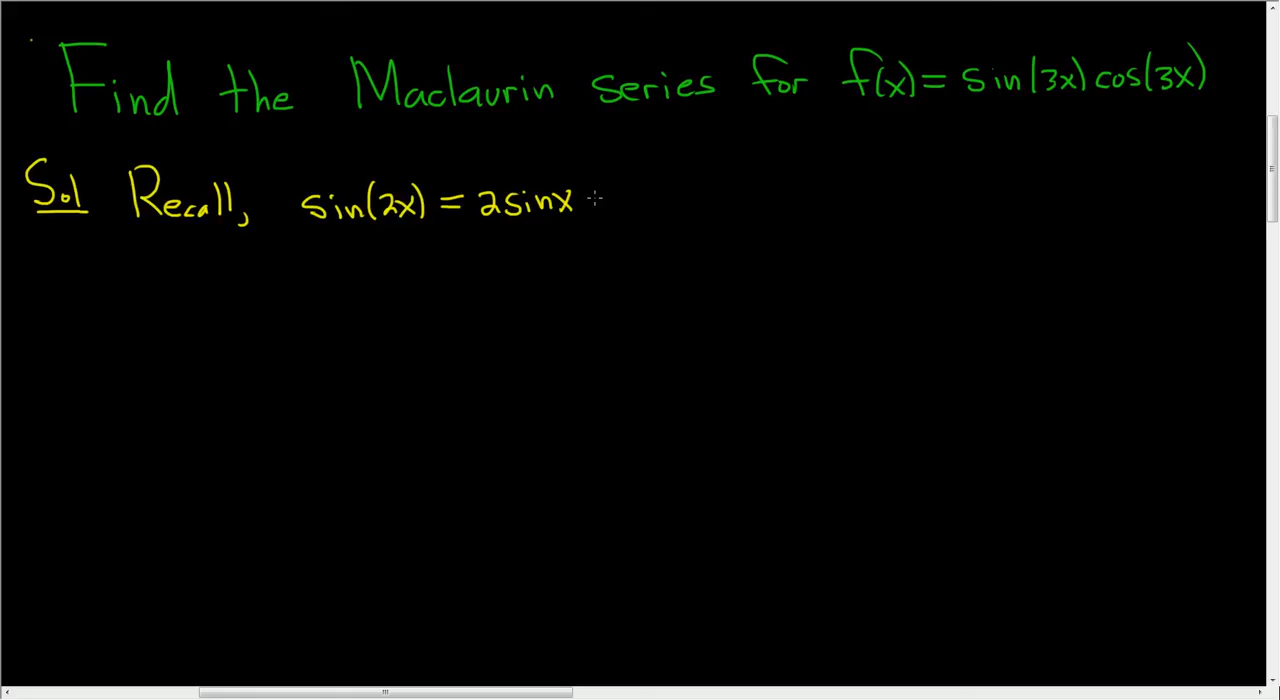 Find the Maclaurin series for f(x) = sin(3x) cos(3x)
Sol Recall, sin(2x) = 2sinx